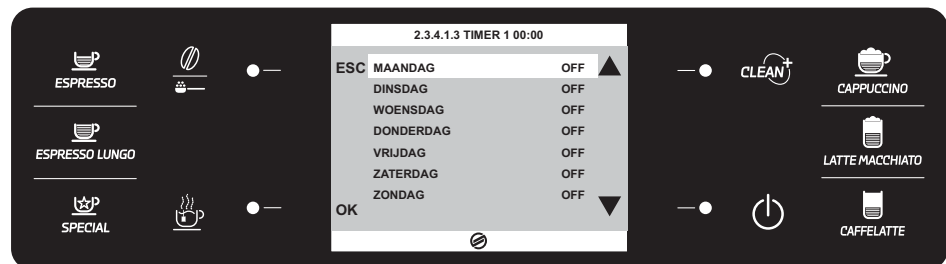 2.3.4.1.3 TIMER 1 00:00
ESPRESSO
ESC MAANDAG OFF
CLEAN+
CAPPUCCINO
DINSDAG OFF
WOENSDAG OFF
DONDERDAG OFF
ESPRESSO LUNGO
VRIJDAG OFF
LATTE MACCHIATO
ZATERDAG OFF
ZONDAG OFF
OK
SPECIAL
CAFFELATTE